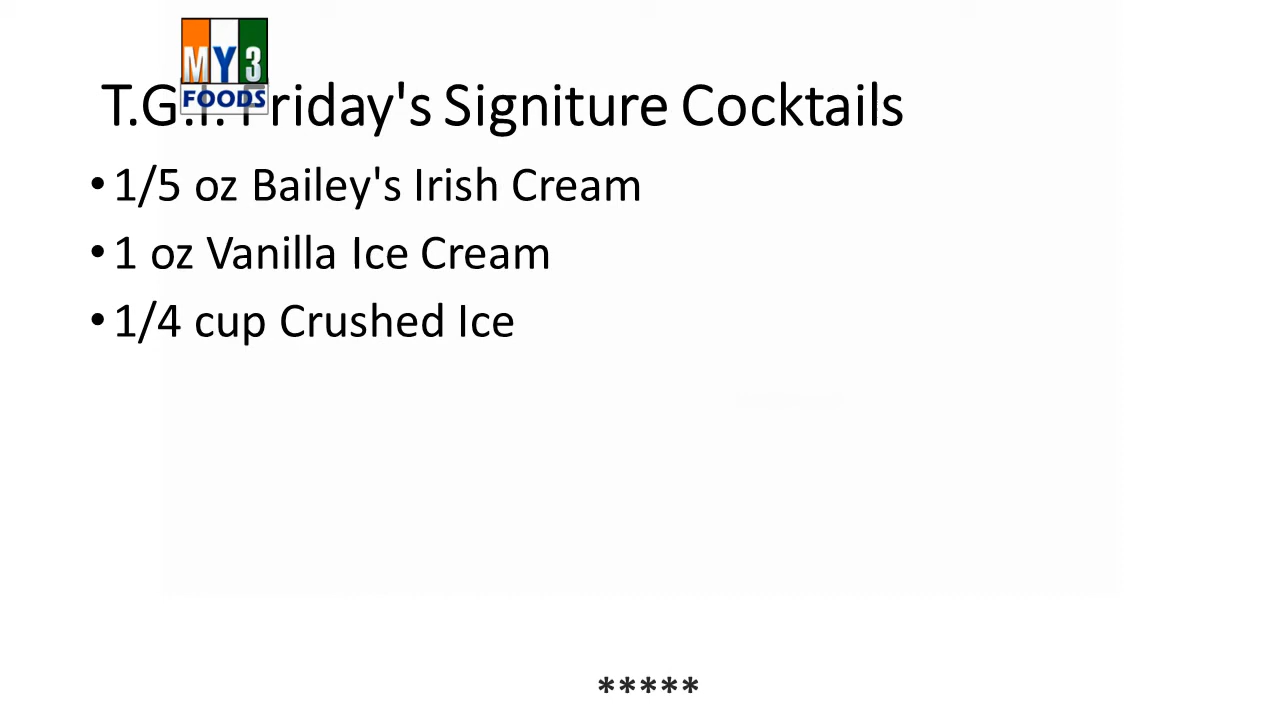 MY3
FOODS
T.G.I. Friday's Signiture Cocktails
•1/5 oz Bailey's Irish Cream
•1 oz Vanilla Ice Cream
•1/4 cup Crushed Ice
*****